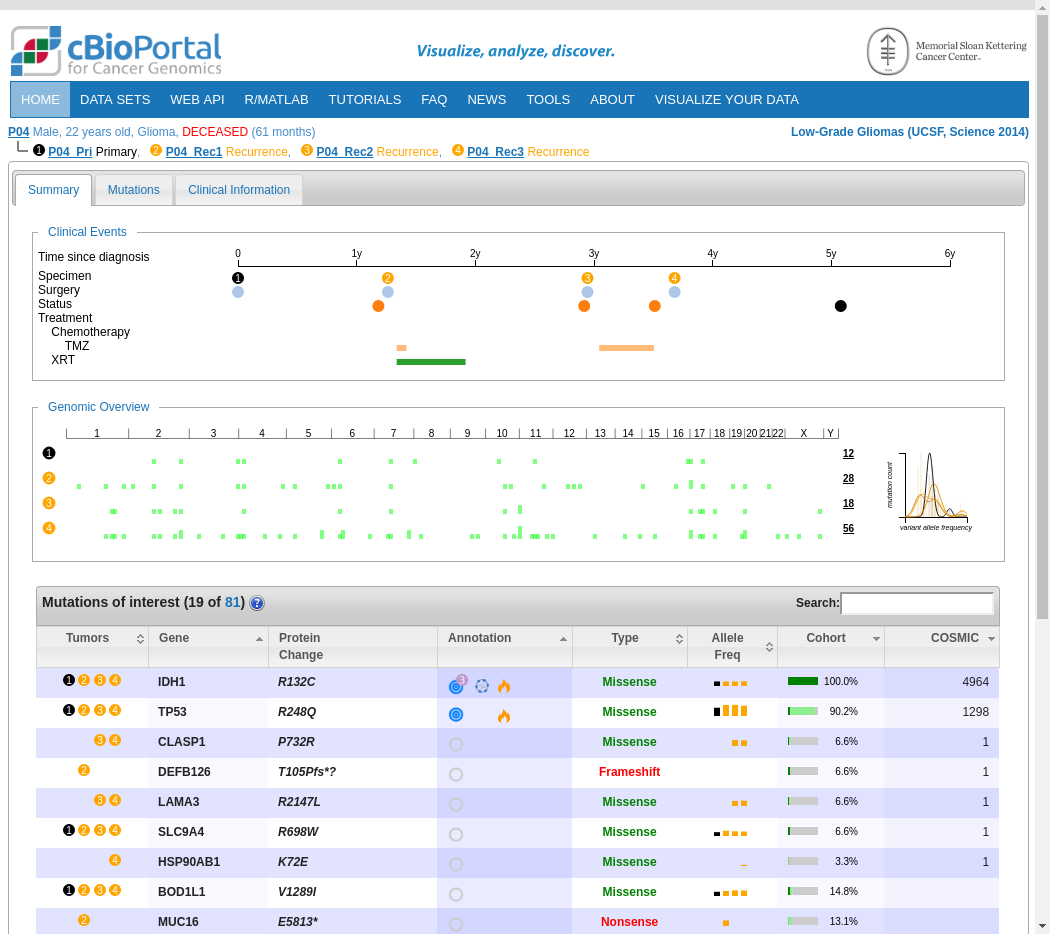 cBioPortal
for Cancer Genomics
Visualize, analyze, discover.
Memorial Sloan Kettering
Cancer Center
HOME DATA SETS WEB API R/MATLAB TUTORIALS FAQ NEWS TOOLS ABOUT VISUALIZE YOUR DATA
P04 Male, 22 years old, Glioma, DECEASED (61 months) Low-Grade Gliomas (UCSF, Science 2014)
1 P04_Pri Primary, 2 P04_Rec1 Recurrence, 3 P04_Rec2 Recurrence, 4 P04_Rec3 Recurrence
Summary Mutations Clinical Information
Clinical Events
Time since diagnosis 0 1y 2y 3y 4y 5y 6y
Specimen 1 2 3 4
Surgery
Status
Treatment
Chemotherapy
TMZ
XRT
Genomic Overview
1 2 3 4 5 6 7 8 9 10 11 12 13 14 15 16 17 18 19 20 21 22 X Y
1 12
2 28
3 18
4 56
mutation count
variant allele frequency
Mutations of interest (19 of 81) ? Search:
Tumors Gene Protein Change Annotation Type Allele Freq Cohort COSMIC
1 2 3 4 IDH1 R132C 3 Missense 100.0% 4964
1 2 3 4 TP53 R248Q Missense 90.2% 1298
3 4 CLASP1 P732R Missense 6.6% 1
2 DEFB126 T105Pfs*? Frameshift 6.6% 1
3 4 LAMA3 R2147L Missense 6.6% 1
1 2 3 4 SLC9A4 R698W Missense 6.6% 1
4 HSP90AB1 K72E Missense 3.3% 1
1 2 3 4 BOD1L1 V1289I Missense 14.8%
2 MUC16 E5813* Nonsense 13.1%